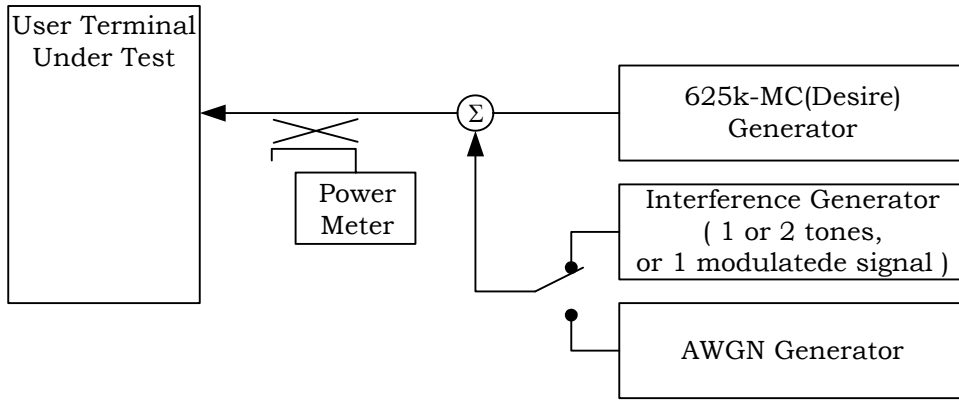 User Terminal
Under Test
Σ
625k-MC(Desire)
Generator
Power
Meter
Interference Generator
( 1 or 2 tones,
or 1 modulatede signal )
AWGN Generator